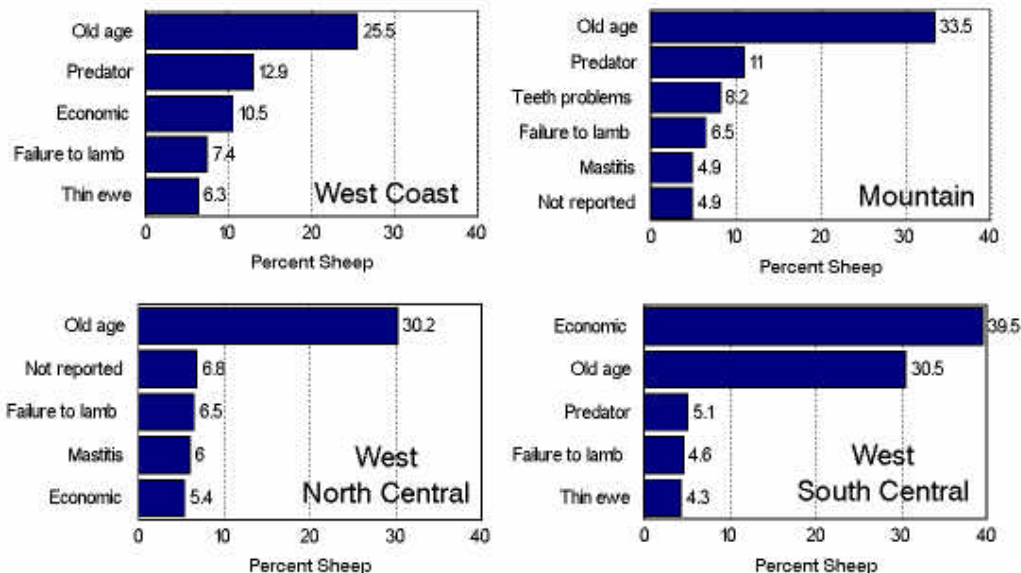 Old age 25.5
Predator 12.9
Economic 10.5
Failure to lamb 7.4
Thin ewe 6.3
West Coast
0 10 20 30 40
Percent Sheep
Old age 33.5
Predator 11
Teeth problems 8.2
Failure to lamb 6.5
Mastitis 4.9
Not reported 4.9
Mountain
0 10 20 30 40
Percent Sheep
Old age 30.2
Not reported 6.8
Failure to lamb 6.5
Mastitis 6
Economic 5.4
West
North Central
0 10 20 30 40
Percent Sheep
Economic 39.5
Old age 30.5
Predator 5.1
Failure to lamb 4.6
Thin ewe 4.3
West
South Central
0 10 20 30 40
Percent Sheep